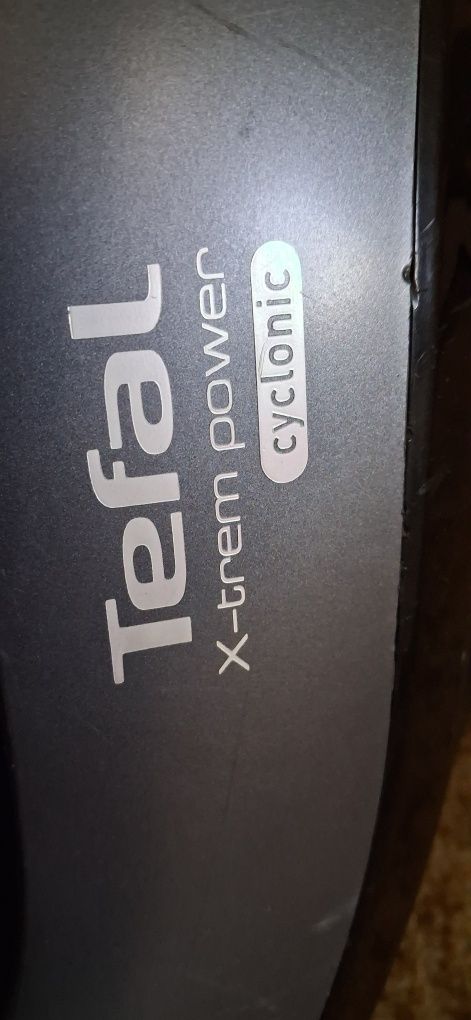 Tefal
X-trem power
cyclonic